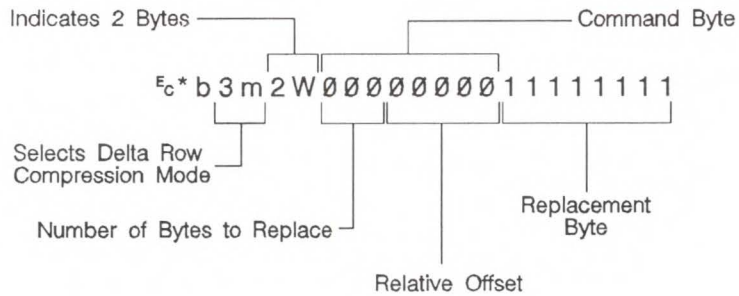 Indicates 2 Bytes
Command Byte
Ec*b3m2WØØØØØØØØ11111111
Selects Delta Row
Compression Mode
Number of Bytes to Replace
Replacement
Byte
Relative Offset